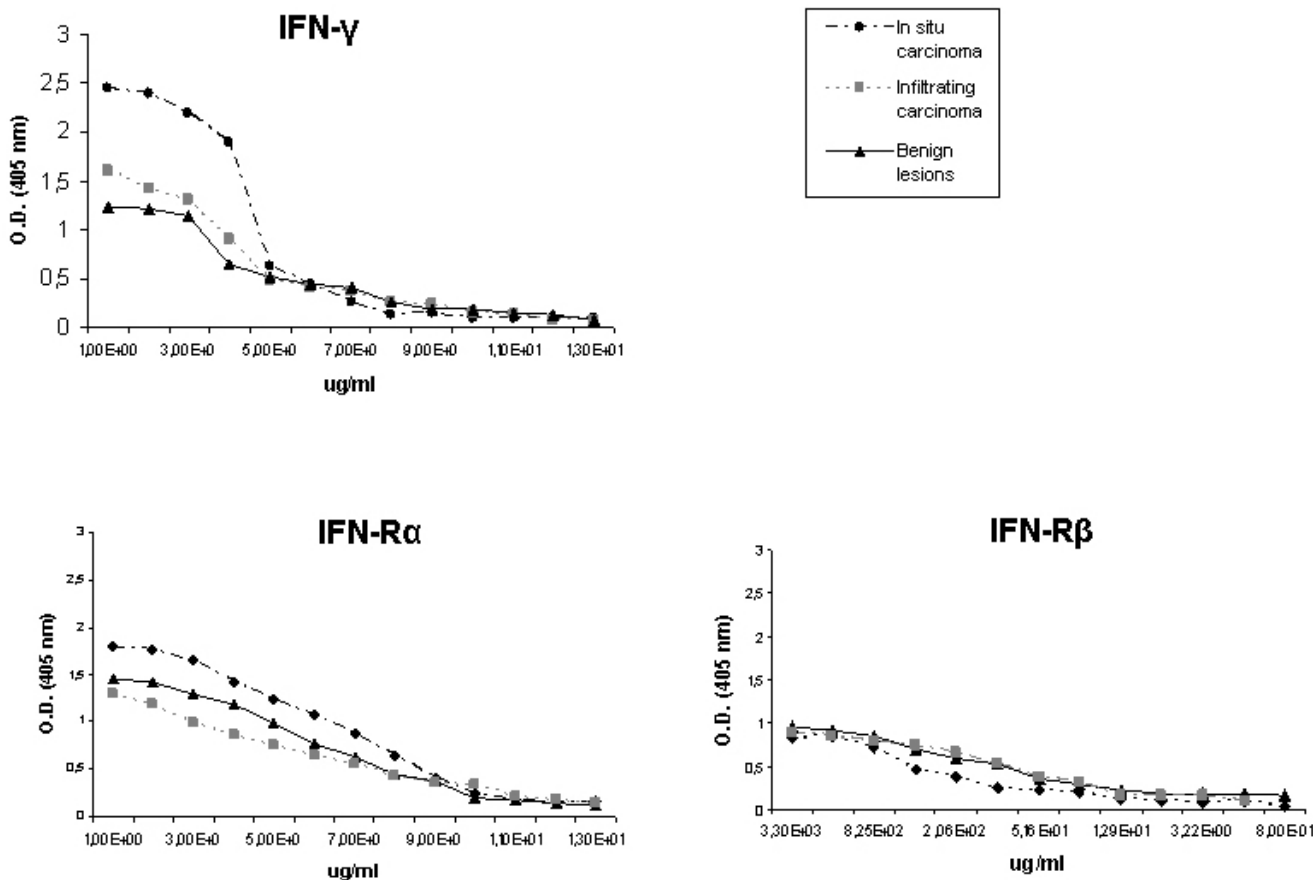 IFN-γ
3
2,5
2
1,5
1
0,5
0
O.D. (405 nm)
1,00E+00 3,00E+0 5,00E+0 7,00E+0 9,00E+0 1,10E+01 1,30E+01
ug/ml
In situ
carcinoma
Infiltrating
carcinoma
Benign
lesions
IFN-Rα
3
2,5
2
1,5
1
0,5
0
O.D. (405 nm)
1,00E+00 3,00E+0 5,00E+0 7,00E+0 9,00E+0 1,10E+01 1,30E+01
ug/ml
IFN-Rβ
3
2,5
2
1,5
1
0,5
0
O.D. (405 nm)
3,30E+03 8,25E+02 2,06E+02 5,16E+01 1,29E+01 3,22E+00 8,00E+01
ug/ml